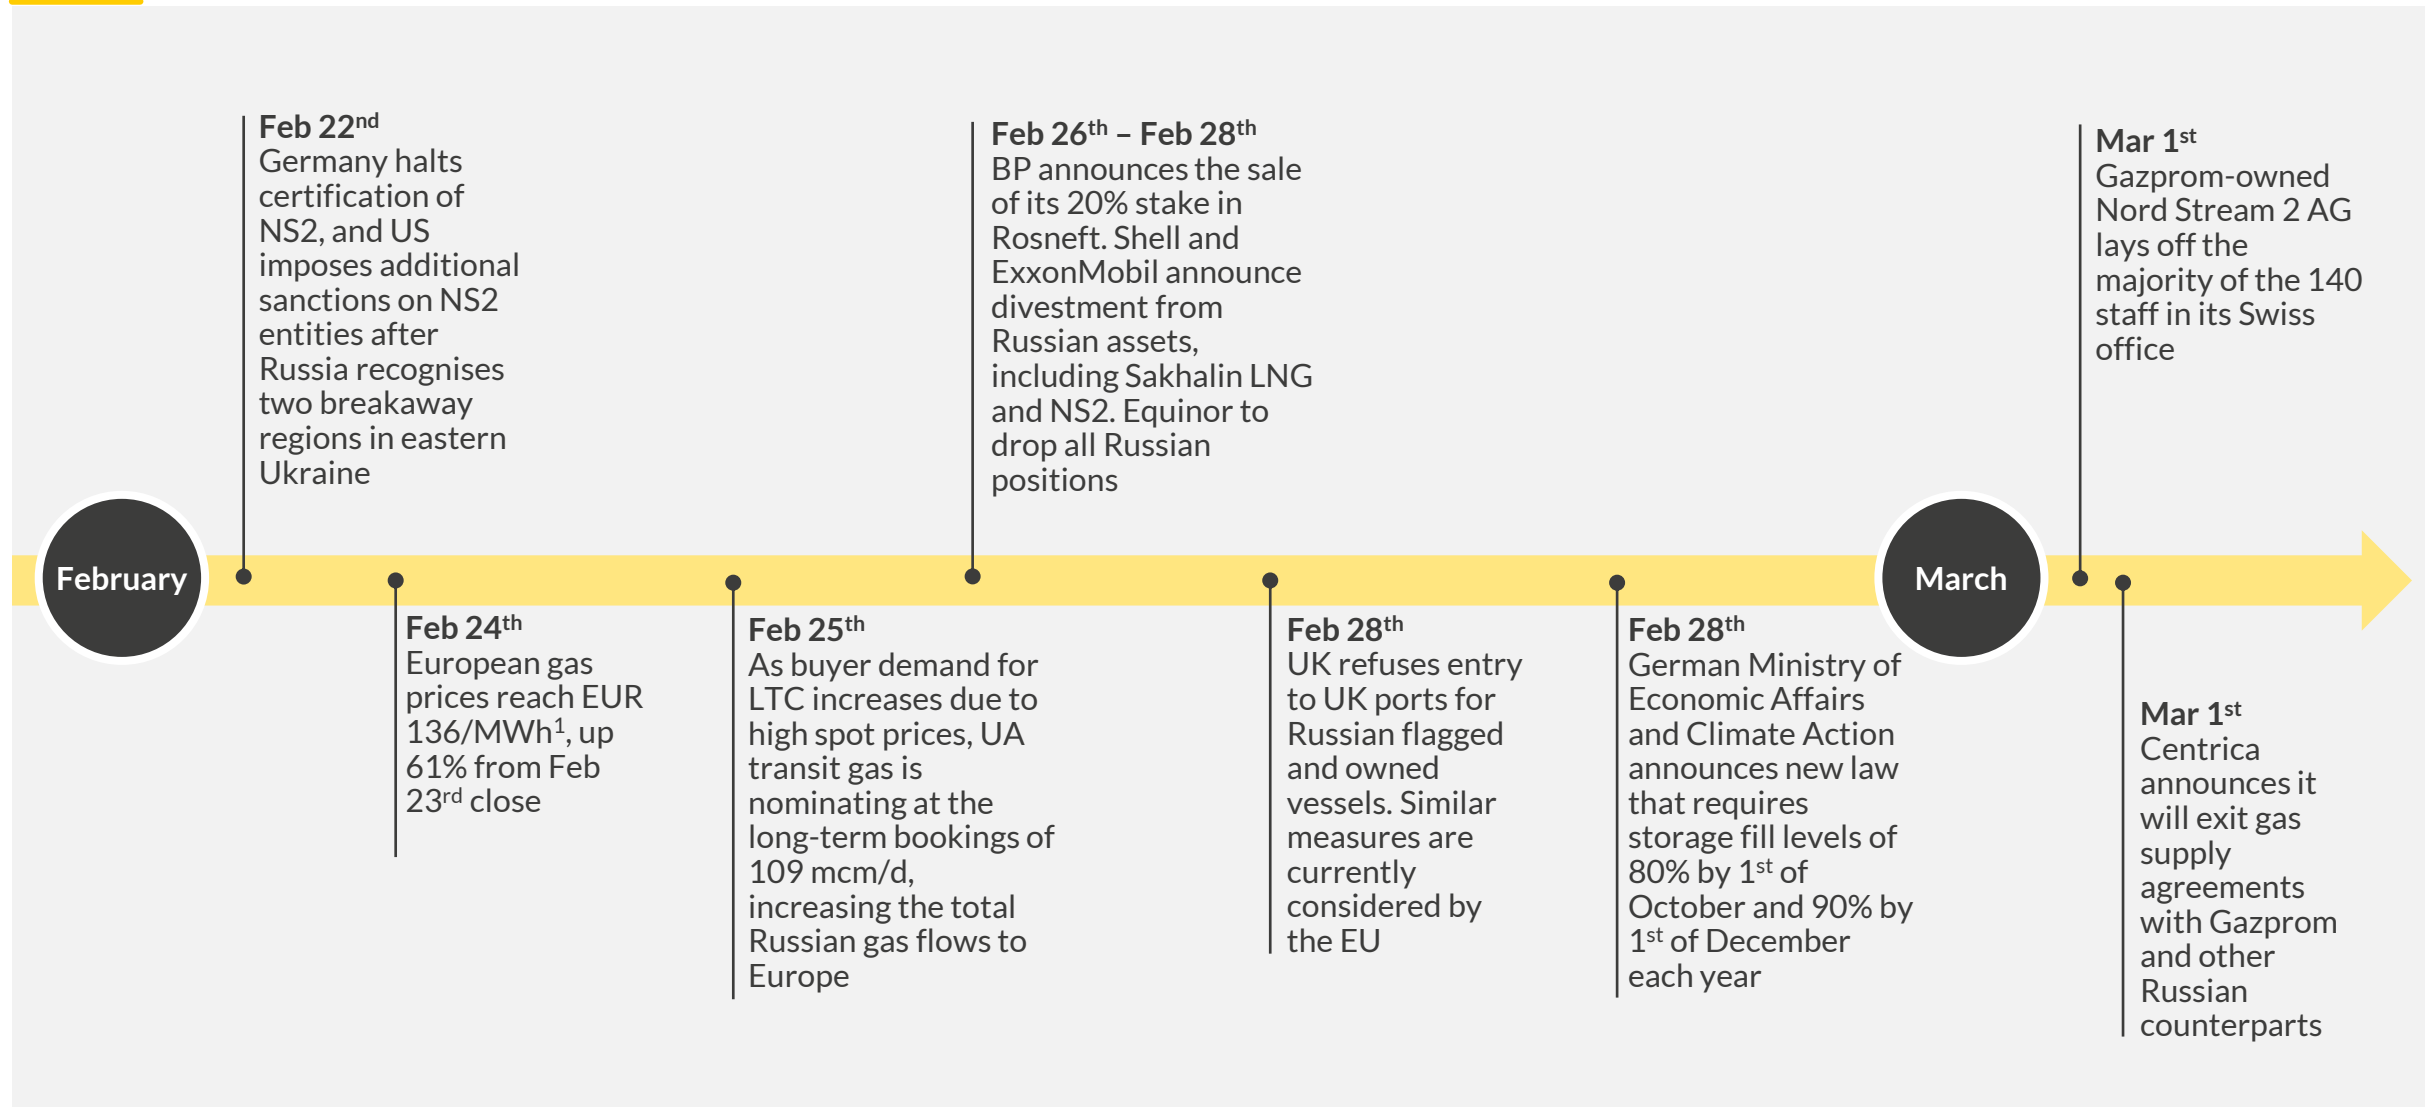 Feb 22nd
Germany halts
certification of
NS2, and US
imposes additional
sanctions on NS2
entities after
Russia recognises
two breakaway
regions in eastern
Ukraine
Feb 26th – Feb 28th
BP announces the sale
of its 20% stake in
Rosneft. Shell and
ExxonMobil announce
divestment from
Russian assets,
including Sakhalin LNG
and NS2. Equinor to
drop all Russian
positions
Mar 1st
Gazprom-owned
Nord Stream 2 AG
lays off the
majority of the 140
staff in its Swiss
office
February
March
Feb 24th
European gas
prices reach EUR
136/MWh¹, up
61% from Feb
23rd close
Feb 25th
As buyer demand for
LTC increases due to
high spot prices, UA
transit gas is
nominating at the
long-term bookings of
109 mcm/d,
increasing the total
Russian gas flows to
Europe
Feb 28th
UK refuses entry
to UK ports for
Russian flagged
and owned
vessels. Similar
measures are
currently
considered by
the EU
Feb 28th
German Ministry of
Economic Affairs
and Climate Action
announces new law
that requires
storage fill levels of
80% by 1st of
October and 90% by
1st of December
each year
Mar 1st
Centrica
announces it
will exit gas
supply
agreements
with Gazprom
and other
Russian
counterparts